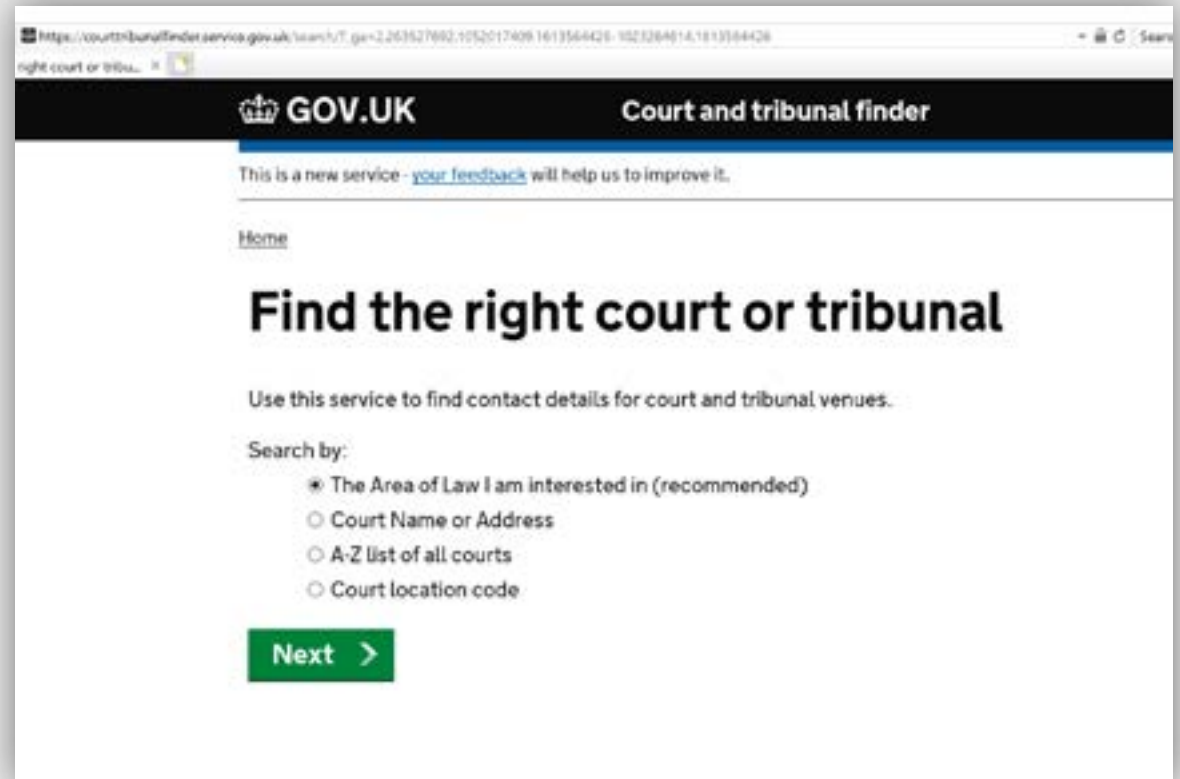 https://courttribunalfinder.service.gov.uk/search/
right court or tribu...
GOV.UK
Court and tribunal finder
This is a new service - your feedback will help us to improve it.
Home
Find the right court or tribunal
Use this service to find contact details for court and tribunal venues.
Search by:
The Area of Law I am interested in (recommended)
Court Name or Address
A-Z list of all courts
Court location code
Next